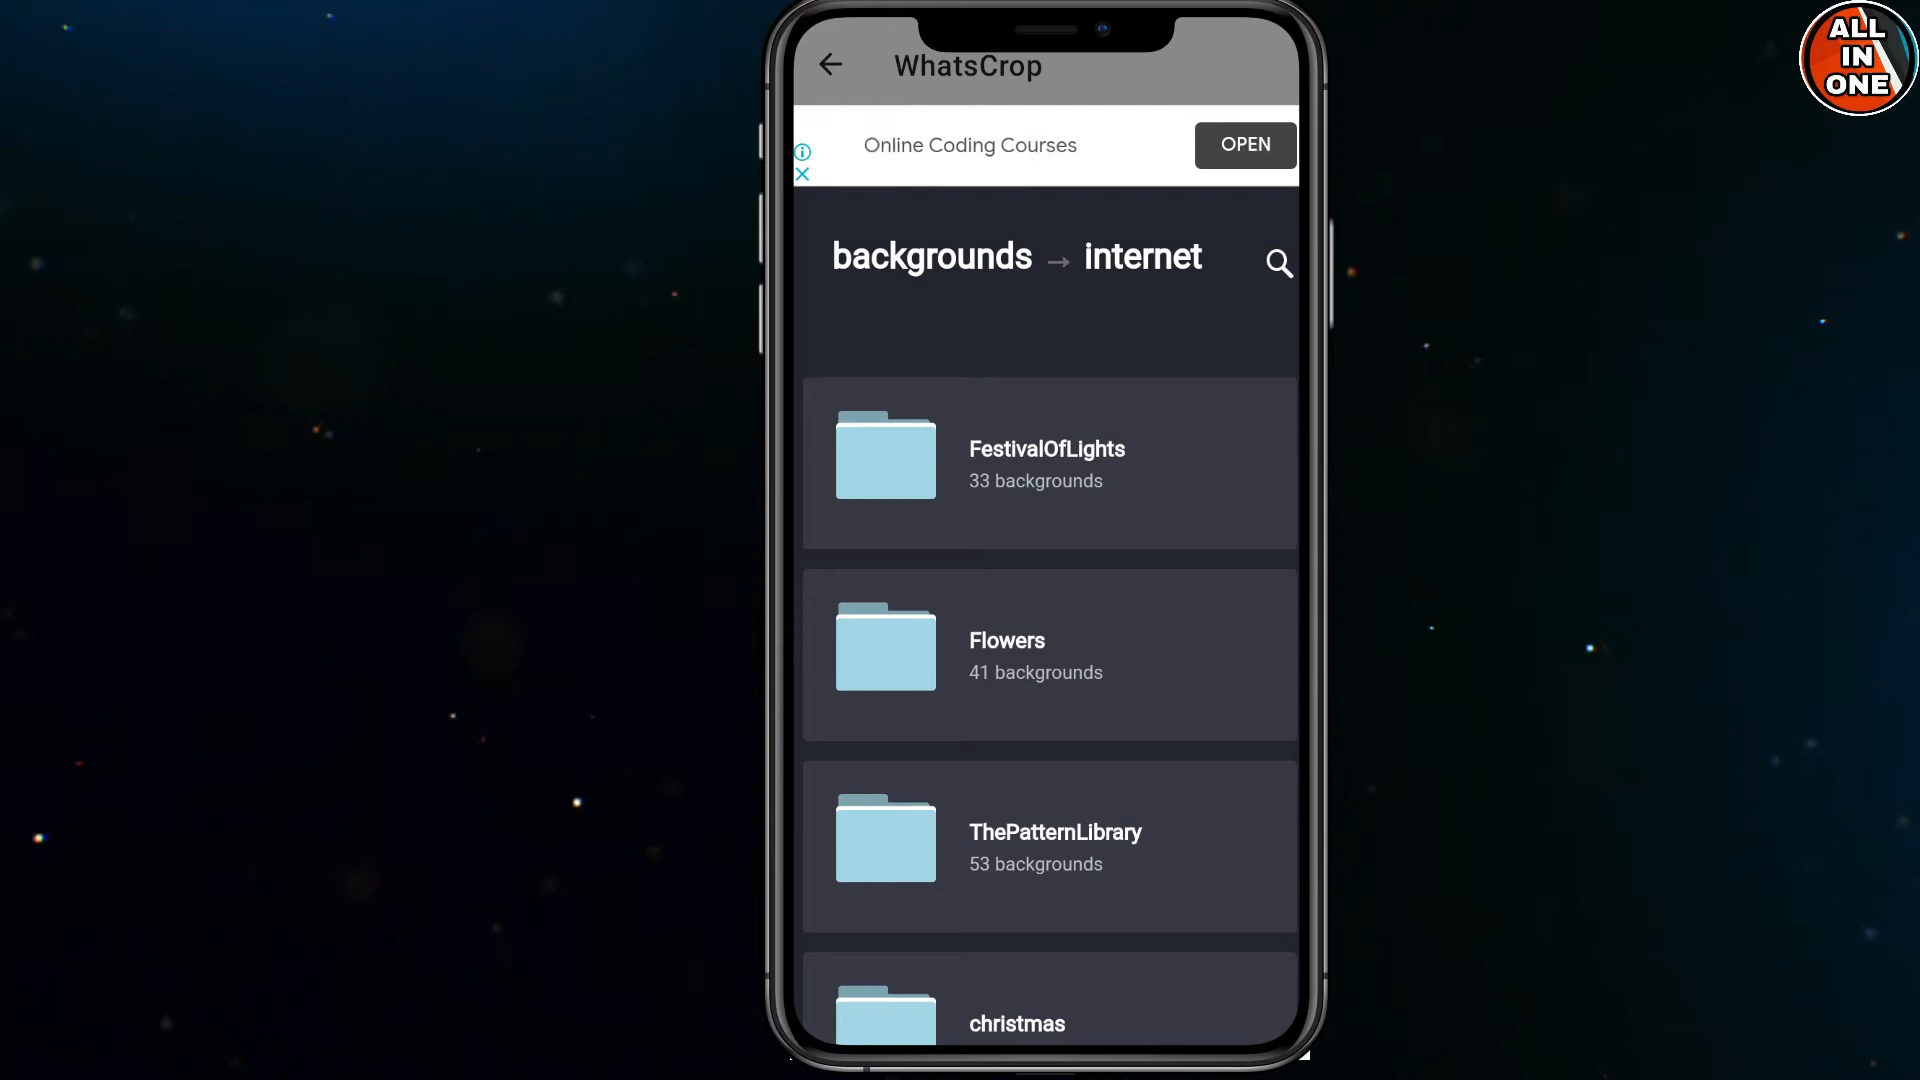 ALL
IN
ONE
WhatsCrop
Online Coding Courses
OPEN
backgrounds → internet
FestivalOfLights
33 backgrounds
Flowers
41 backgrounds
ThePatternLibrary
53 backgrounds
christmas